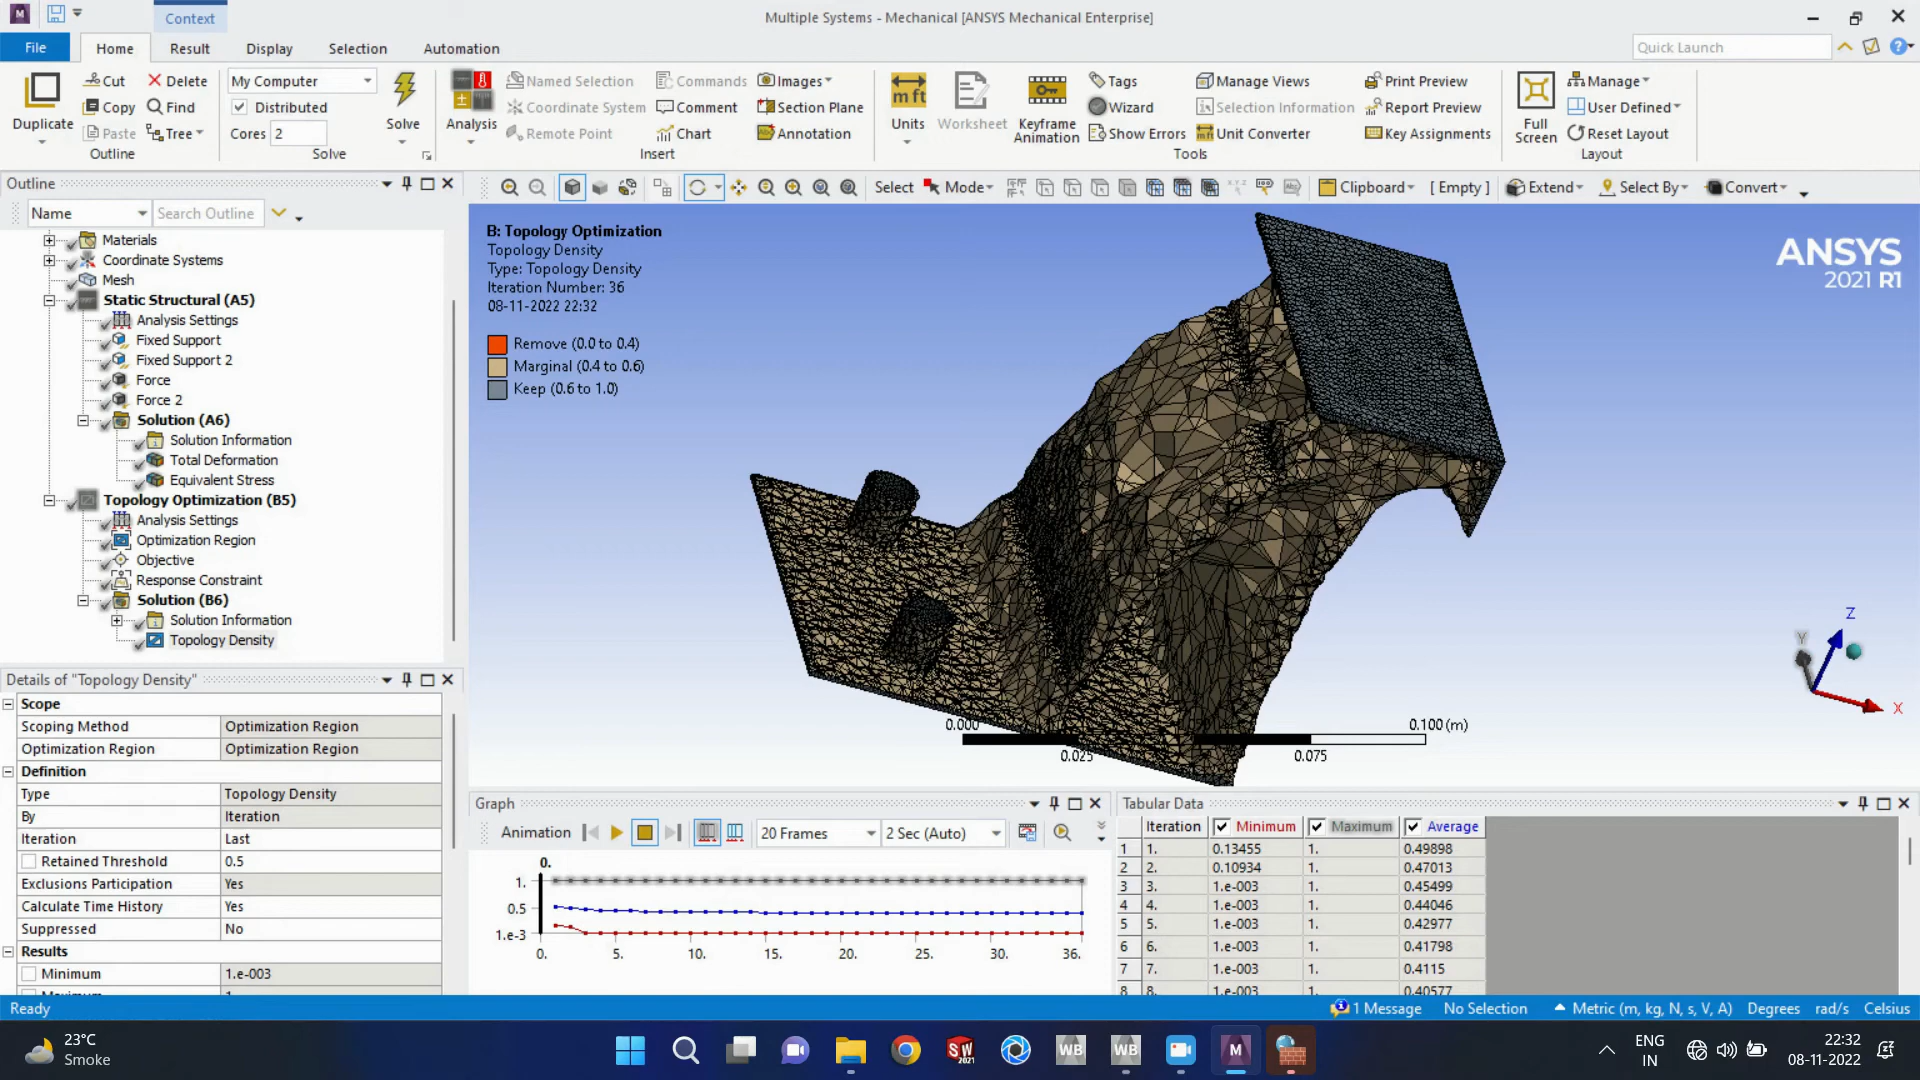 Context
Multiple Systems - Mechanical [ANSYS Mechanical Enterprise]
File Home Result Display Selection Automation
Quick Launch
Duplicate
Cut
Delete
Copy
Find
Paste
Tree
Outline
My Computer
Distributed
Cores 2
Solve
Solve
Analysis
Named Selection
Commands
Images
Coordinate System
Comment
Section Plane
Remote Point
Chart
Annotation
Insert
Units
Worksheet
Keyframe
Animation
Tags
Wizard
Show Errors
Manage Views
Selection Information
Unit Converter
Print Preview
Report Preview
Key Assignments
Tools
Full
Screen
Manage
User Defined
Reset Layout
Layout
Outline
Name
Search Outline
Select Mode
Clipboard [ Empty ] Extend Select By Convert
Materials
Coordinate Systems
Mesh
Static Structural (A5)
Analysis Settings
Fixed Support
Fixed Support 2
Force
Force 2
Solution (A6)
Solution Information
Total Deformation
Equivalent Stress
Topology Optimization (B5)
Analysis Settings
Optimization Region
Objective
Response Constraint
Solution (B6)
Solution Information
Topology Density
B: Topology Optimization
Topology Density
Type: Topology Density
Iteration Number: 36
08-11-2022 22:32
Remove (0.0 to 0.4)
Marginal (0.4 to 0.6)
Keep (0.6 to 1.0)
ANSYS
2021 R1
Z
Y
X
0.000
0.100 (m)
0.025
0.075
Details of "Topology Density"
Scope
Scoping Method Optimization Region
Optimization Region Optimization Region
Definition
Type Topology Density
By Iteration
Iteration Last
Retained Threshold 0.5
Exclusions Participation Yes
Calculate Time History Yes
Suppressed No
Results
Minimum 1.e-003
Graph
Animation
20 Frames
2 Sec (Auto)
0.
1.
0.5
1.e-3
0. 5. 10. 15. 20. 25. 30. 36.
Tabular Data
Iteration Minimum Maximum Average
1 1. 0.13455 1. 0.49898
2 2. 0.10934 1. 0.47013
3 3. 1.e-003 1. 0.45499
4 4. 1.e-003 1. 0.44046
5 5. 1.e-003 1. 0.42977
6 6. 1.e-003 1. 0.41798
7 7. 1.e-003 1. 0.4115
8 8. 1.e-003 1. 0.40577
Ready
1 Message
No Selection
Metric (m, kg, N, s, V, A)
Degrees
rad/s
Celsius
23°C
Smoke
SW
2021
WB
WB
M
ENG
IN
22:32
08-11-2022